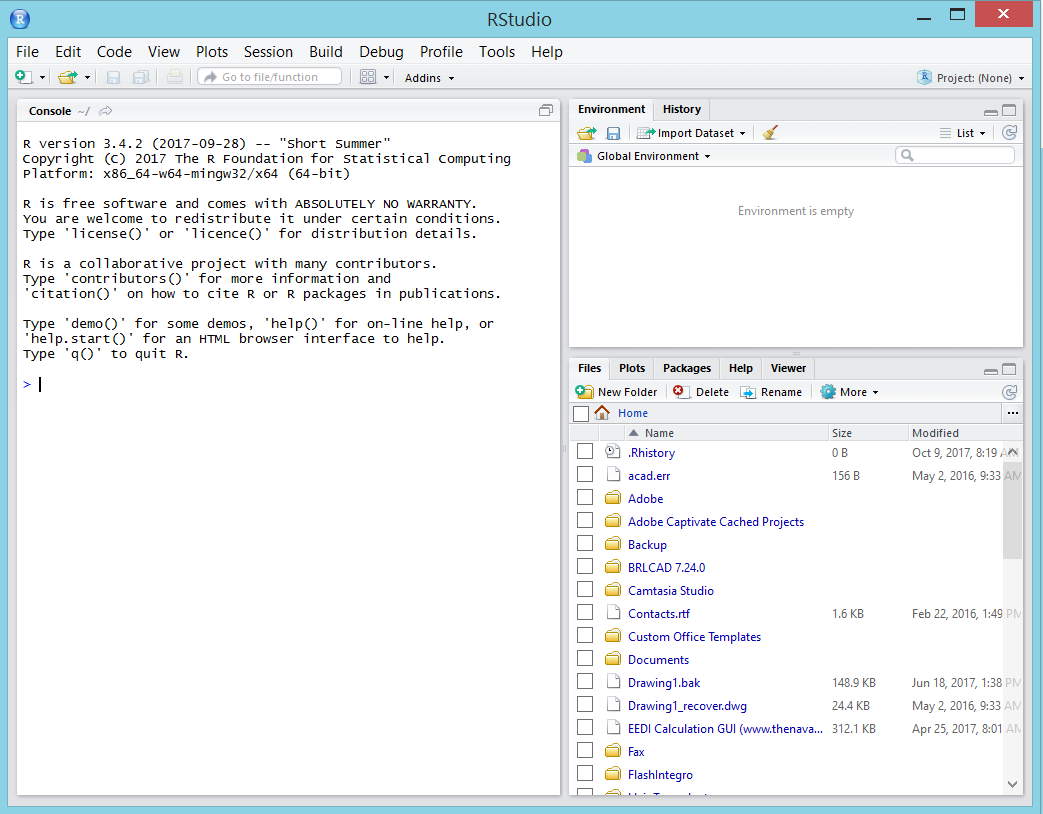 R
RStudio
File Edit Code View Plots Session Build Debug Profile Tools Help
Go to file/function Addins Project: (None)
Console ~/
R version 3.4.2 (2017-09-28) -- "Short Summer"
Copyright (C) 2017 The R Foundation for Statistical Computing
Platform: x86_64-w64-mingw32/x64 (64-bit)
R is free software and comes with ABSOLUTELY NO WARRANTY.
You are welcome to redistribute it under certain conditions.
Type 'license()' or 'licence()' for distribution details.
R is a collaborative project with many contributors.
Type 'contributors()' for more information and
'citation()' on how to cite R or R packages in publications.
Type 'demo()' for some demos, 'help()' for on-line help, or
'help.start()' for an HTML browser interface to help.
Type 'q()' to quit R.
>
Environment History
Import Dataset List
Global Environment
Environment is empty
Files Plots Packages Help Viewer
New Folder Delete Rename More
Home ...
Name Size Modified
.Rhistory 0 B Oct 9, 2017, 8:19 AM
acad.err 156 B May 2, 2016, 9:33 AM
Adobe
Adobe Captivate Cached Projects
Backup
BRLCAD 7.24.0
Camtasia Studio
Contacts.rtf 1.6 KB Feb 22, 2016, 1:49 PM
Custom Office Templates
Documents
Drawing1.bak 148.9 KB Jun 18, 2017, 1:38 PM
Drawing1_recover.dwg 24.4 KB May 2, 2016, 9:33 AM
EEDI Calculation GUI (www.thenava... 312.1 KB Apr 25, 2017, 8:01 AM
Fax
FlashIntegro